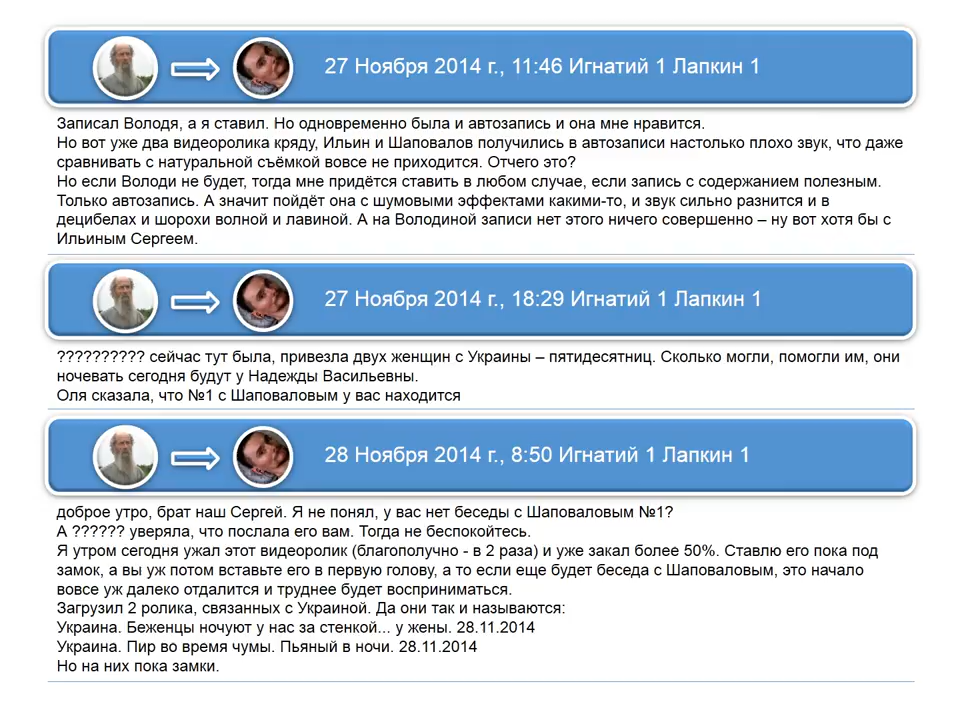 27 Ноября 2014 г., 11:46 Игнатий 1 Лапкин 1
Записал Володя, а я ставил. Но одновременно была и автозапись и она мне нравится.
Но вот уже два видеоролика кряду, Ильин и Шаповалов получились в автозаписи настолько плохо звук, что даже
сравнивать с натуральной съёмкой вовсе не приходится. Отчего это?
Но если Володи не будет, тогда мне придётся ставить в любом случае, если запись с содержанием полезным.
Только автозапись. А значит пойдёт она с шумовыми эффектами какими-то, и звук сильно разнится и в
децибелах и шорохи волной и лавиной. А на Володиной записи нет этого ничего совершенно – ну вот хотя бы с
Ильиным Сергеем.
27 Ноября 2014 г., 18:29 Игнатий 1 Лапкин 1
?????????? сейчас тут была, привезла двух женщин с Украины – пятидесятниц. Сколько могли, помогли им, они
ночевать сегодня будут у Надежды Васильевны.
Оля сказала, что №1 с Шаповаловым у вас находится
28 Ноября 2014 г., 8:50 Игнатий 1 Лапкин 1
доброе утро, брат наш Сергей. Я не понял, у вас нет беседы с Шаповаловым №1?
А ?????? уверяла, что послала его вам. Тогда не беспокойтесь.
Я утром сегодня ужал этот видеоролик (благополучно - в 2 раза) и уже закал более 50%. Ставлю его пока под
замок, а вы уж потом вставьте его в первую голову, а то если еще будет беседа с Шаповаловым, это начало
вовсе уж далеко отдалится и труднее будет восприниматься.
Загрузил 2 ролика, связанных с Украиной. Да они так и называются:
Украина. Беженцы ночуют у нас за стенкой... у жены. 28.11.2014
Украина. Пир во время чумы. Пьяный в ночи. 28.11.2014
Но на них пока замки.